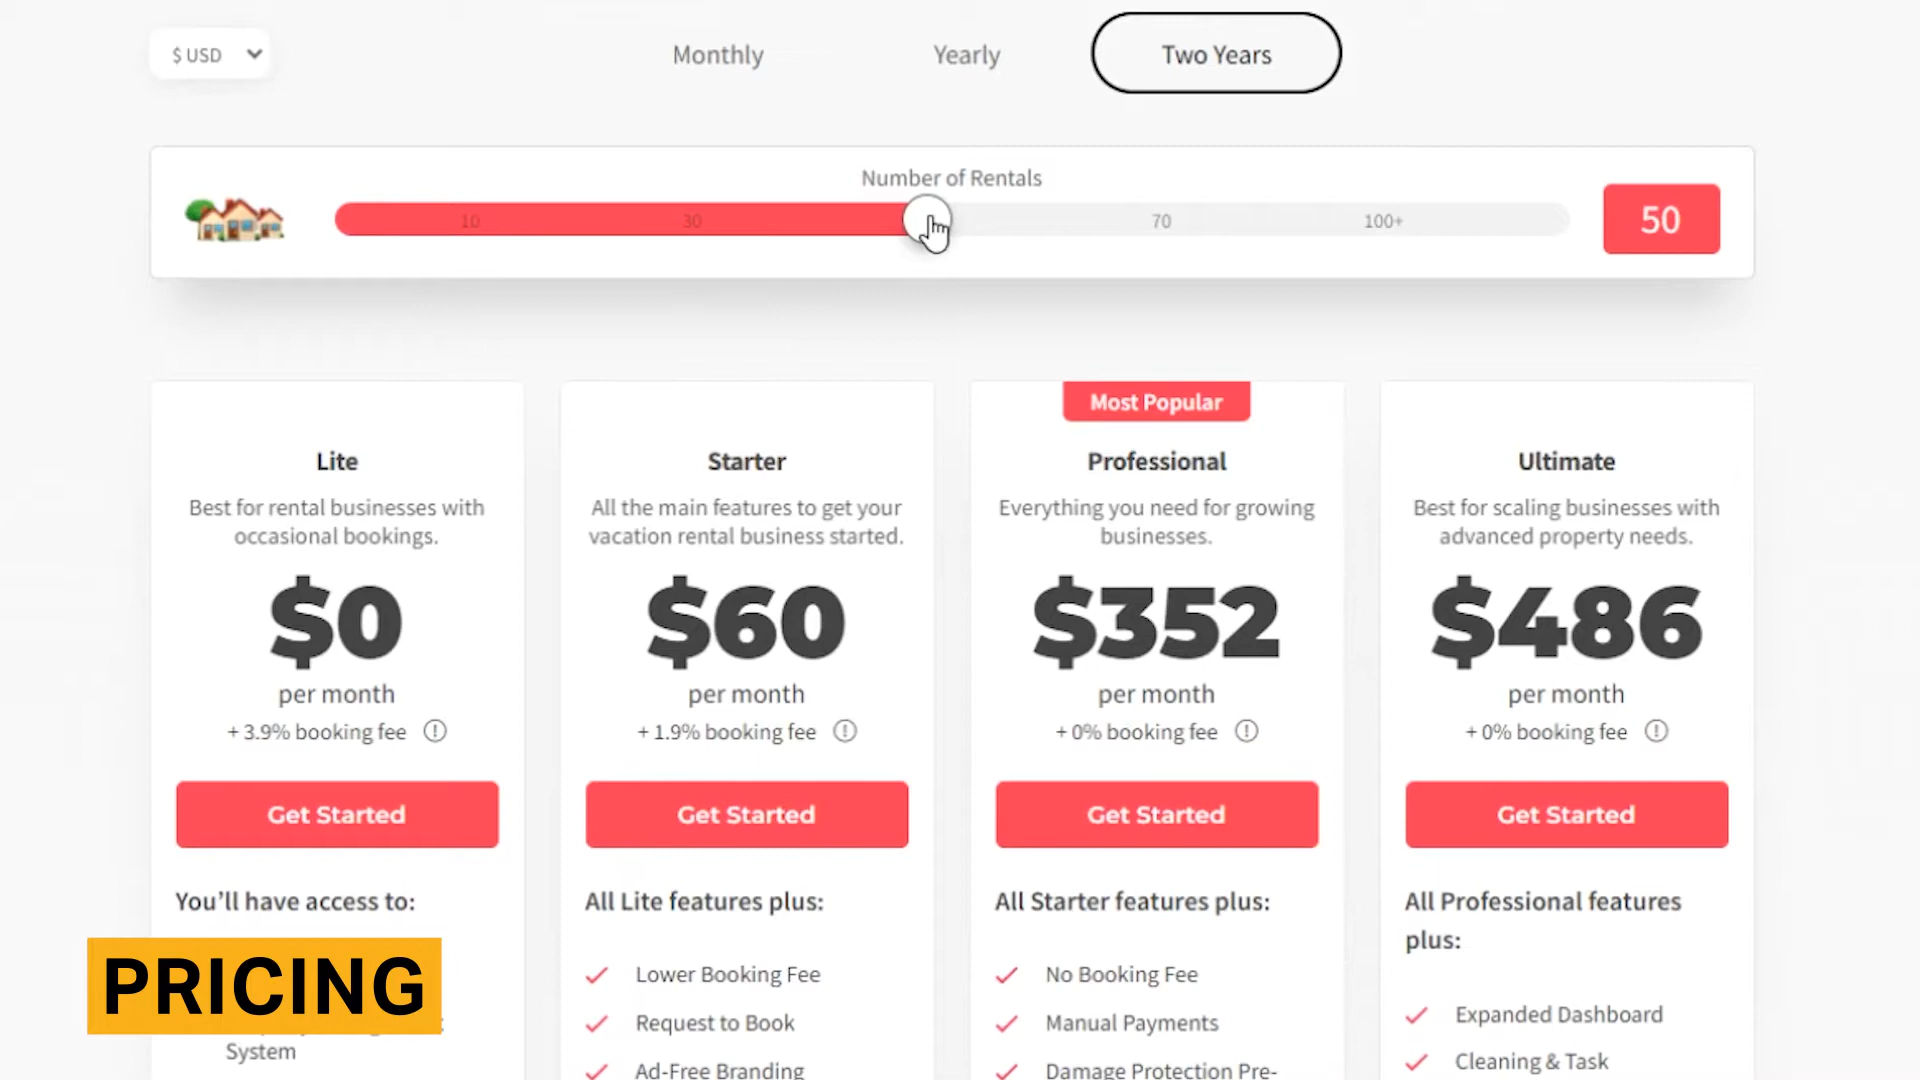 $ USD
Monthly
Yearly
Two Years
Number of Rentals
10
30
70
100+
50
Lite
Best for rental businesses with
occasional bookings.
$0
per month
+ 3.9% booking fee
Get Started
You’ll have access to:
System
Starter
All the main features to get your
vacation rental business started.
$60
per month
+ 1.9% booking fee
Get Started
All Lite features plus:
Lower Booking Fee
Request to Book
Ad-Free Branding
Most Popular
Professional
Everything you need for growing
businesses.
$352
per month
+ 0% booking fee
Get Started
All Starter features plus:
No Booking Fee
Manual Payments
Damage Protection Pre-
Ultimate
Best for scaling businesses with
advanced property needs.
$486
per month
+ 0% booking fee
Get Started
All Professional features
plus:
Expanded Dashboard
Cleaning & Task
PRICING